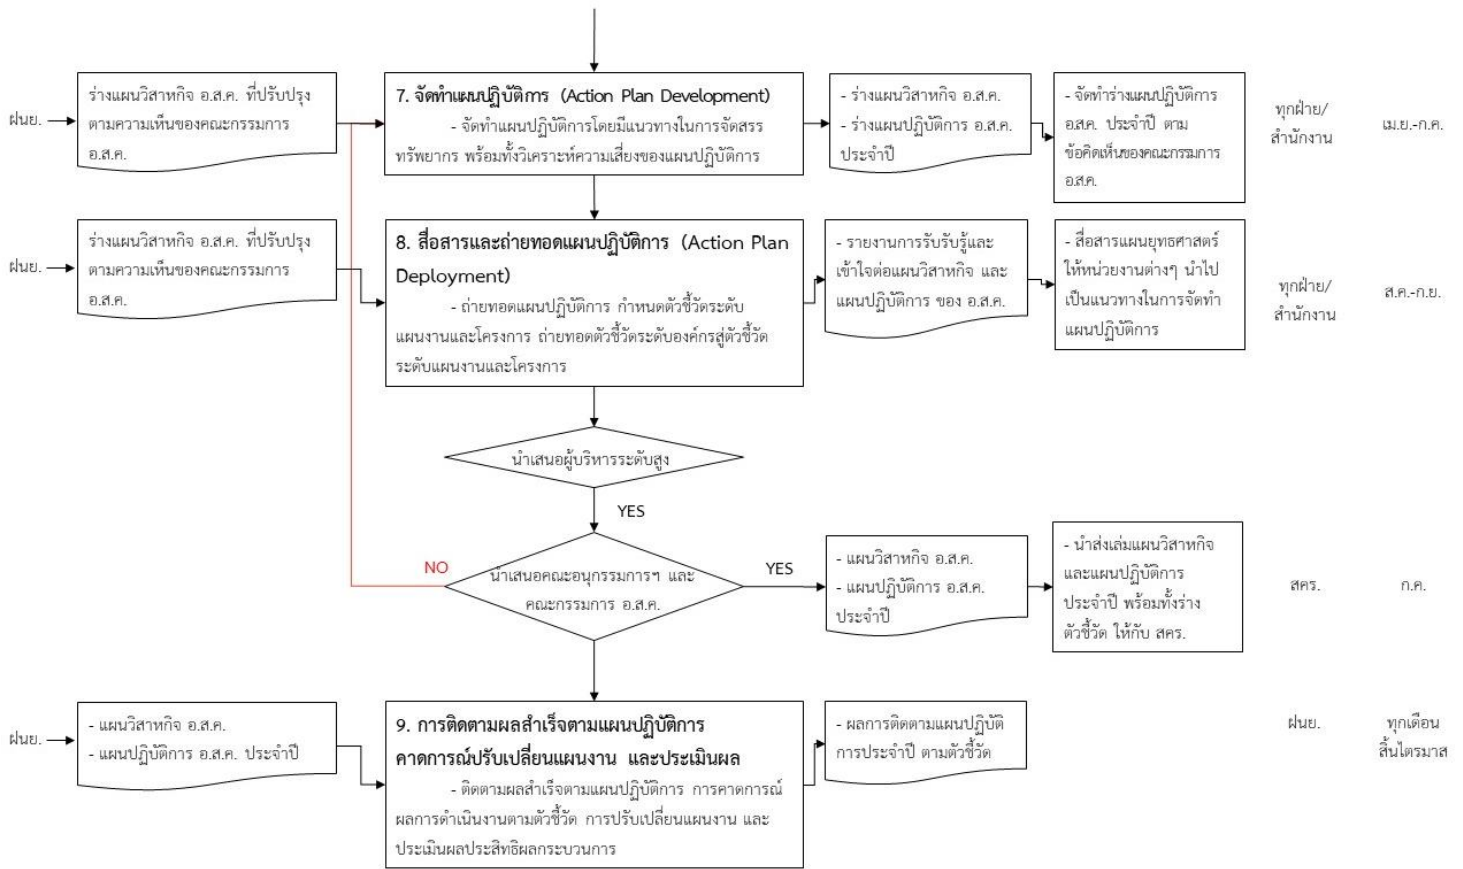 ฝนย.
ร่างแผนวิสาหกิจ อ.ส.ค. ที่ปรับปรุง
ตามความเห็นของคณะกรรมการ
อ.ส.ค.
7. จัดทำแผนปฏิบัติการ (Action Plan Development)
- จัดทำแผนปฏิบัติการโดยมีแนวทางในการจัดสรร
ทรัพยากร พร้อมทั้งวิเคราะห์ความเสี่ยงของแผนปฏิบัติการ
- ร่างแผนวิสาหกิจ อ.ส.ค.
- ร่างแผนปฏิบัติการ อ.ส.ค.
ประจำปี
- จัดทำร่างแผนปฏิบัติการ
อ.ส.ค. ประจำปี ตาม
ข้อคิดเห็นของคณะกรรมการ
อ.ส.ค.
ทุกฝ่าย/
สำนักงาน
เม.ย.-ก.ค.
ฝนย.
ร่างแผนวิสาหกิจ อ.ส.ค. ที่ปรับปรุง
ตามความเห็นของคณะกรรมการ
อ.ส.ค.
8. สื่อสารและถ่ายทอดแผนปฏิบัติการ (Action Plan
Deployment)
- ถ่ายทอดแผนปฏิบัติการ กำหนดตัวชี้วัดระดับ
แผนงานและโครงการ ถ่ายทอดตัวชี้วัดระดับองค์กรสู่ตัวชี้วัด
ระดับแผนงานและโครงการ
- รายงานการรับรับรู้และ
เข้าใจต่อแผนวิสาหกิจ และ
แผนปฏิบัติการ ของ อ.ส.ค.
- สื่อสารแผนยุทธศาสตร์
ให้หน่วยงานต่างๆ นำไป
เป็นแนวทางในการจัดทำ
แผนปฏิบัติการ
ทุกฝ่าย/
สำนักงาน
ส.ค.-ก.ย.
นำเสนอผู้บริหารระดับสูง
YES
NO
นำเสนอคณะอนุกรรมการฯ และ
คณะกรรมการ อ.ส.ค.
YES
- แผนวิสาหกิจ อ.ส.ค.
- แผนปฏิบัติการ อ.ส.ค.
ประจำปี
- นำส่งเล่มแผนวิสาหกิจ
และแผนปฏิบัติการ
ประจำปี พร้อมทั้งร่าง
ตัวชี้วัด ให้กับ สคร.
สคร.
ก.ค.
ฝนย.
- แผนวิสาหกิจ อ.ส.ค.
- แผนปฏิบัติการ อ.ส.ค. ประจำปี
9. การติดตามผลสำเร็จตามแผนปฏิบัติการ
คาดการณ์ปรับเปลี่ยนแผนงาน และประเมินผล
- ติดตามผลสำเร็จตามแผนปฏิบัติการ การคาดการณ์
ผลการดำเนินงานตามตัวชี้วัด การปรับเปลี่ยนแผนงาน และ
ประเมินผลประสิทธิผลกระบวนการ
- ผลการติดตามแผนปฏิบัติ
การประจำปี ตามตัวชี้วัด
ฝนย.
ทุกเดือน
สิ้นไตรมาส